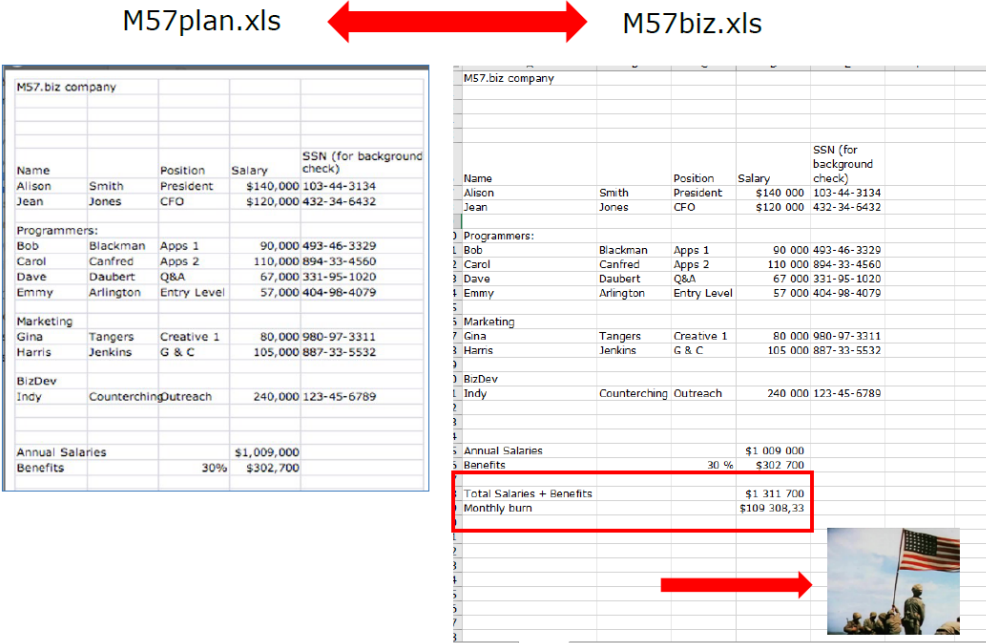 M57plan.xls M57biz.xls
M57.biz company
SSN (for background
Name Position Salary check)
Alison Smith President $140,000 103-44-3134
Jean Jones CFO $120,000 432-34-6432
Programmers:
Bob Blackman Apps 1 90,000 493-46-3329
Carol Canfred Apps 2 110,000 894-33-4560
Dave Daubert Q&A 67,000 331-95-1020
Emmy Arlington Entry Level 57,000 404-98-4079
Marketing
Gina Tangers Creative 1 80,000 980-97-3311
Harris Jenkins G & C 105,000 887-33-5532
BizDev
Indy Counterching Outreach 240,000 123-45-6789
Annual Salaries $1,009,000
Benefits 30% $302,700
M57.biz company
SSN (for
background
Name Position Salary check)
Alison Smith President $140 000 103-44-3134
Jean Jones CFO $120 000 432-34-6432
Programmers:
Bob Blackman Apps 1 90 000 493-46-3329
Carol Canfred Apps 2 110 000 894-33-4560
Dave Daubert Q&A 67 000 331-95-1020
Emmy Arlington Entry Level 57 000 404-98-4079
Marketing
Gina Tangers Creative 1 80 000 980-97-3311
Harris Jenkins G & C 105 000 887-33-5532
BizDev
Indy Counterching Outreach 240 000 123-45-6789
Annual Salaries $1 009 000
Benefits 30 % $302 700
Total Salaries + Benefits $1 311 700
Monthly burn $109 308,33